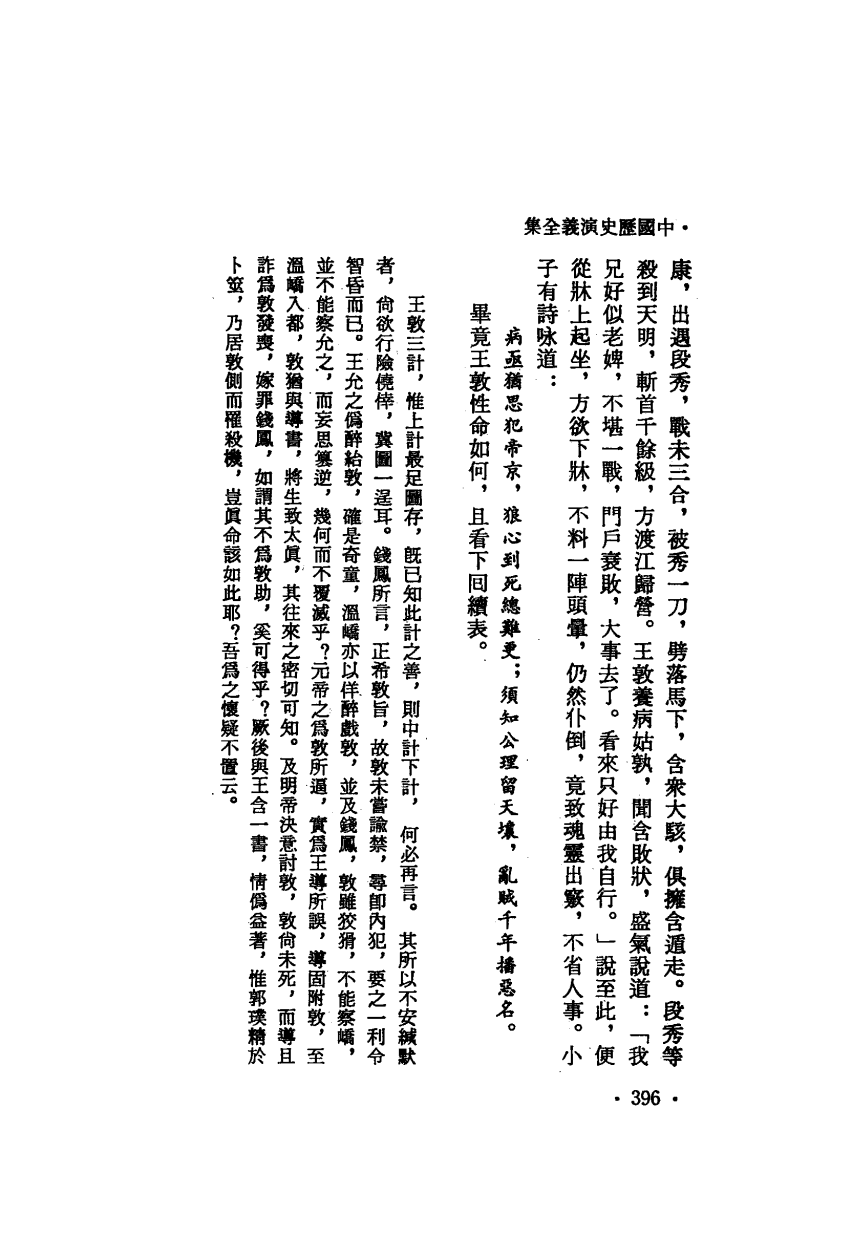 ·中國歷史演義全集
康，出遇段秀，戰未三合，被秀一刀，劈落馬下，含衆大駭，俱擁含遁走。段秀等
殺到天明，斬首千餘級，方渡江歸營。王敦養病姑孰，聞含敗狀，盛氣說道：「我
兄好似老婢，不堪一戰，門戶衰敗，大事去了。看來只好由我自行。」說至此，便
從牀上起坐，方欲下牀，不料一陣頭暈，仍然仆倒，竟致魂靈出竅，不省人事。小
子有詩咏道：
病亟猶思犯帝京，狼心到死總難更；須知公理留天壤，亂賊千年播惡名。
畢竟王敦性命如何，且看下回續表。
王敦三計，惟上計最足圖存，旣已知此計之善，則中計下計，何必再言。其所以不安緘默
者，尙欲行險僥倖，冀圖一逞耳。錢鳳所言，正希敦旨，故敦未嘗諭禁，尋卽內犯，要之一利令
智昏而已。王允之僞醉紿敦，確是奇童，溫嶠亦以佯醉戲敦，並及錢鳳，敦雖狡猾，不能察嶠，
並不能察允之，而妄思篡逆，幾何而不覆滅乎？元帝之爲敦所逼，實爲王導所誤，導固附敦，至
溫嶠入都，敦猶與導書，將生致太眞，其往來之密切可知。及明帝決意討敦，敦尙未死，而導且
詐爲敦發喪，嫁罪錢鳳，如謂其不爲敦助，奚可得乎？厥後與王含一書，情僞益著，惟郭璞精於
卜筮，乃居敦側而罹殺機，豈眞命該如此耶？吾爲之懷疑不置云。
·396·